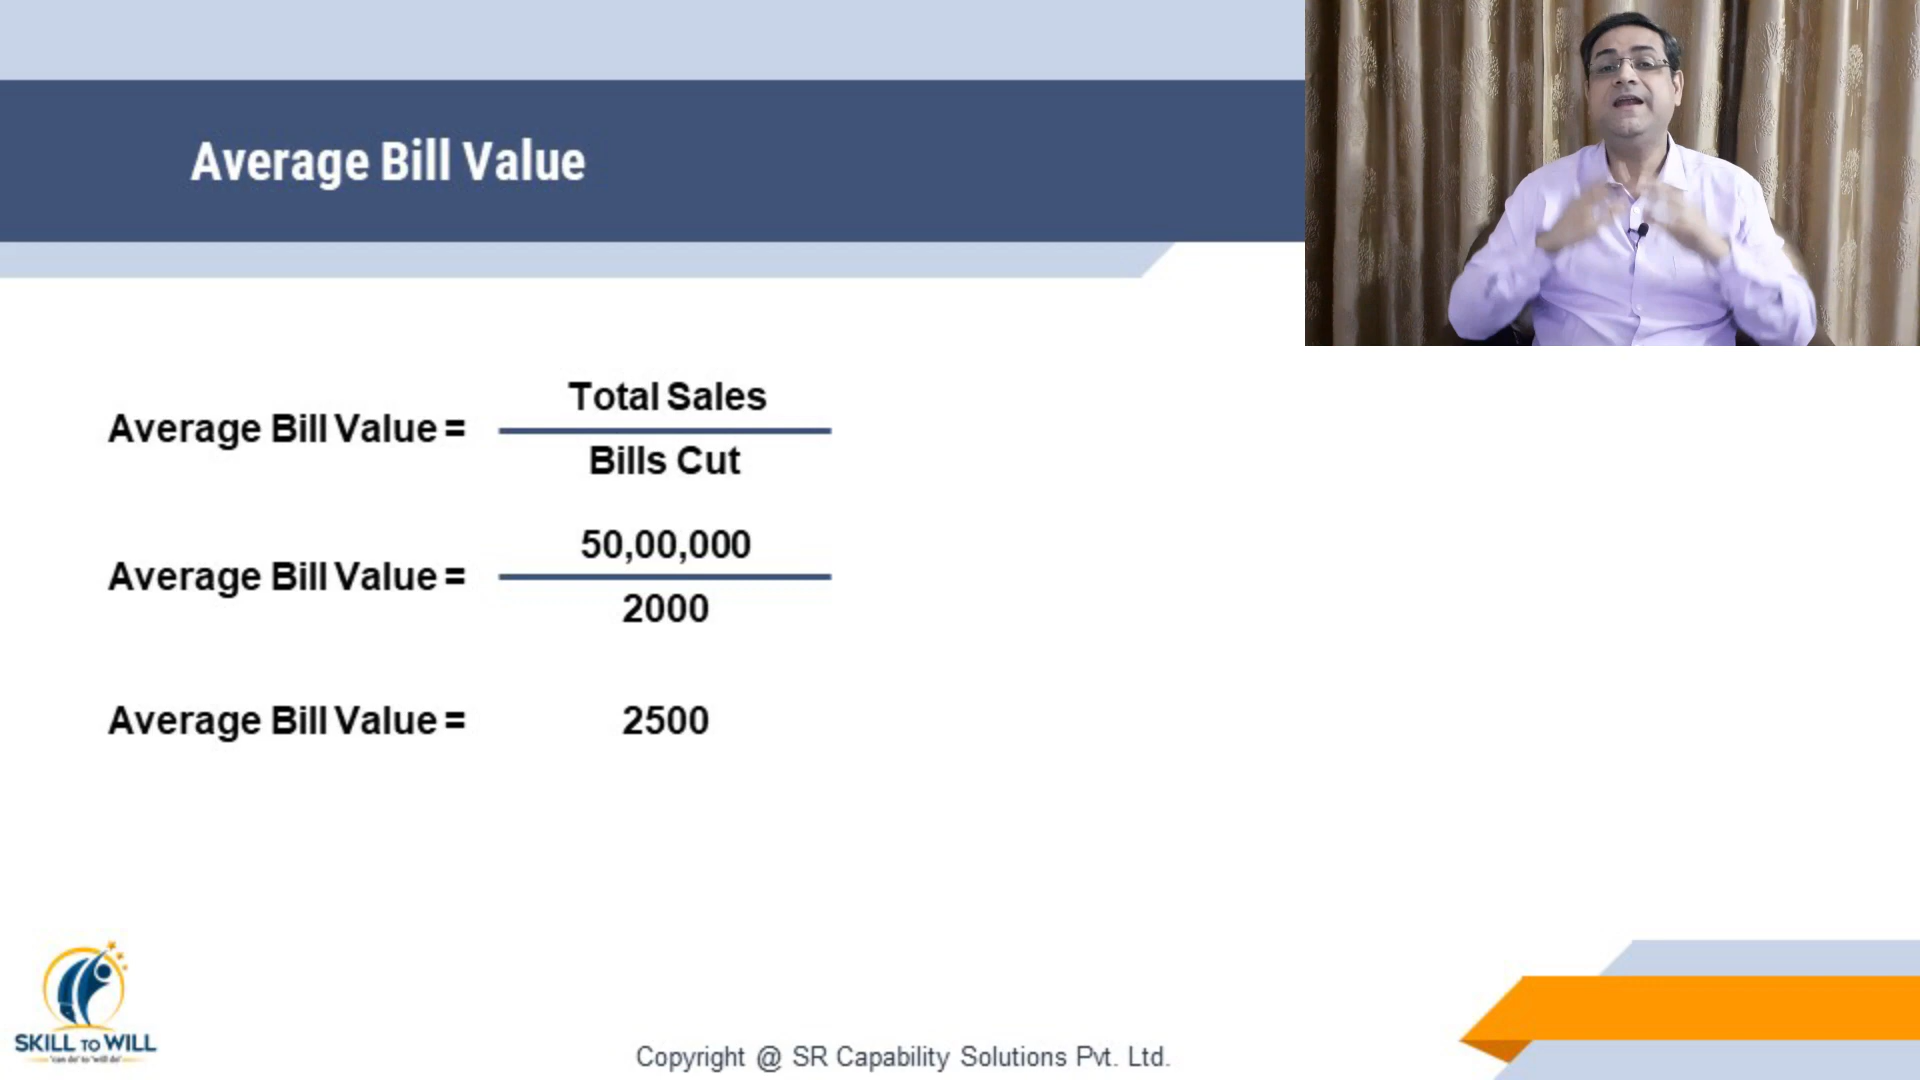 Average Bill Value
Average Bill Value =
Total Sales
Bills Cut
Average Bill Value =
50,00,000
2000
Average Bill Value =
2500
SKILL TO WILL
"can do" to "will do"
Copyright @ SR Capability Solutions Pvt. Ltd.